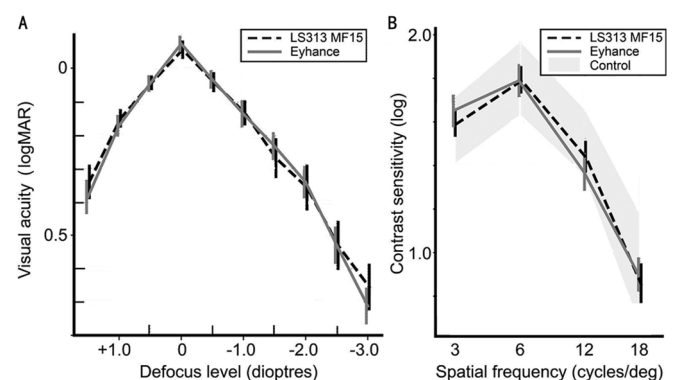 A
LS313 MF15
Eyhance
Visual acuity (logMAR)
0
0.5
+1.0
0
-1.0
-2.0
-3.0
Defocus level (dioptres)
B
LS313 MF15
Eyhance
Control
Contrast sensitivity (log)
2.0
1.0
3
6
12
18
Spatial frequency (cycles/deg)